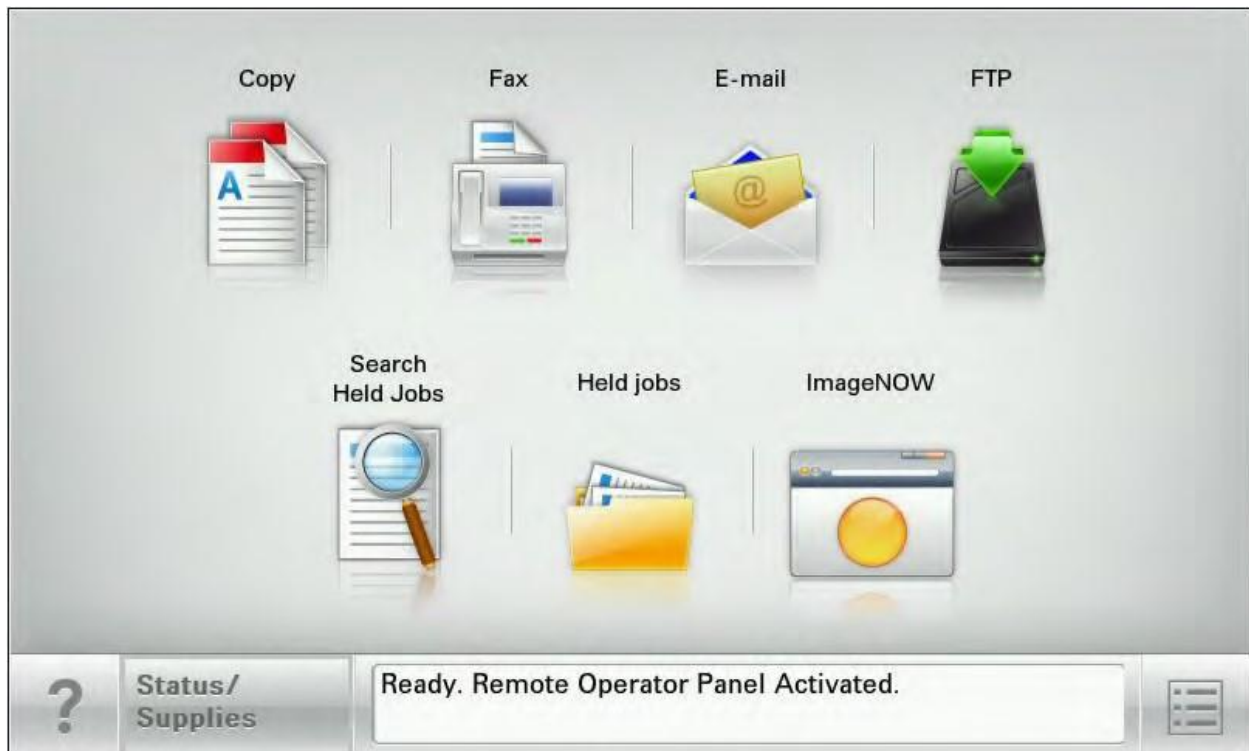 Copy
Fax
E-mail
FTP
A
@
Search
Held Jobs
Held jobs
ImageNOW
?
Status/
Supplies
Ready. Remote Operator Panel Activated.